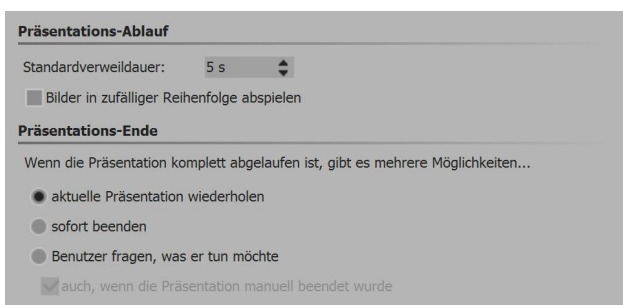 Präsentations-Ablauf
Standardverweildauer: 5 s
Bilder in zufälliger Reihenfolge abspielen
Präsentations-Ende
Wenn die Präsentation komplett abgelaufen ist, gibt es mehrere Möglichkeiten...
aktuelle Präsentation wiederholen
sofort beenden
Benutzer fragen, was er tun möchte
auch, wenn die Präsentation manuell beendet wurde